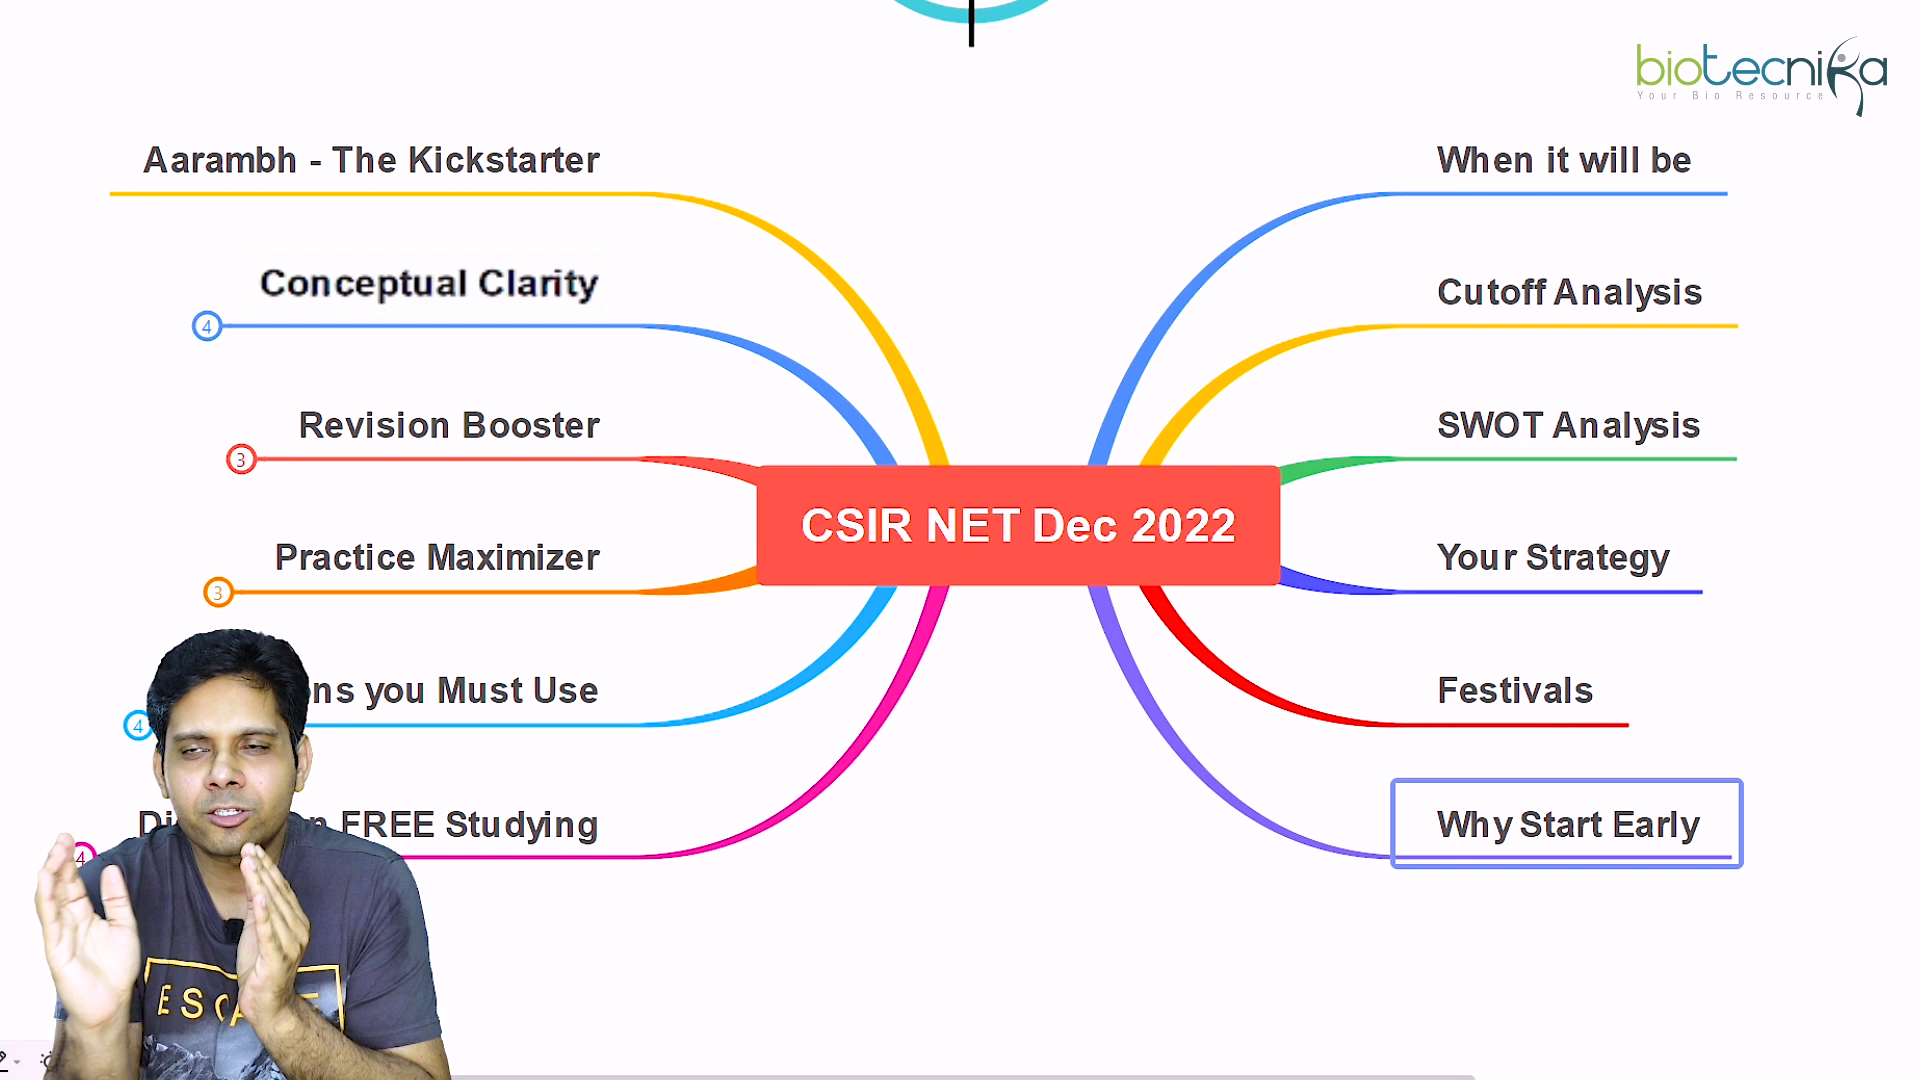 biotecnika
Your Bio Resource
Aarambh - The Kickstarter
When it will be
Conceptual Clarity
4
Cutoff Analysis
Revision Booster
3
SWOT Analysis
CSIR NET Dec 2022
Practice Maximizer
3
Your Strategy
you Must Use
4
Festivals
FREE Studying
4
Why Start Early